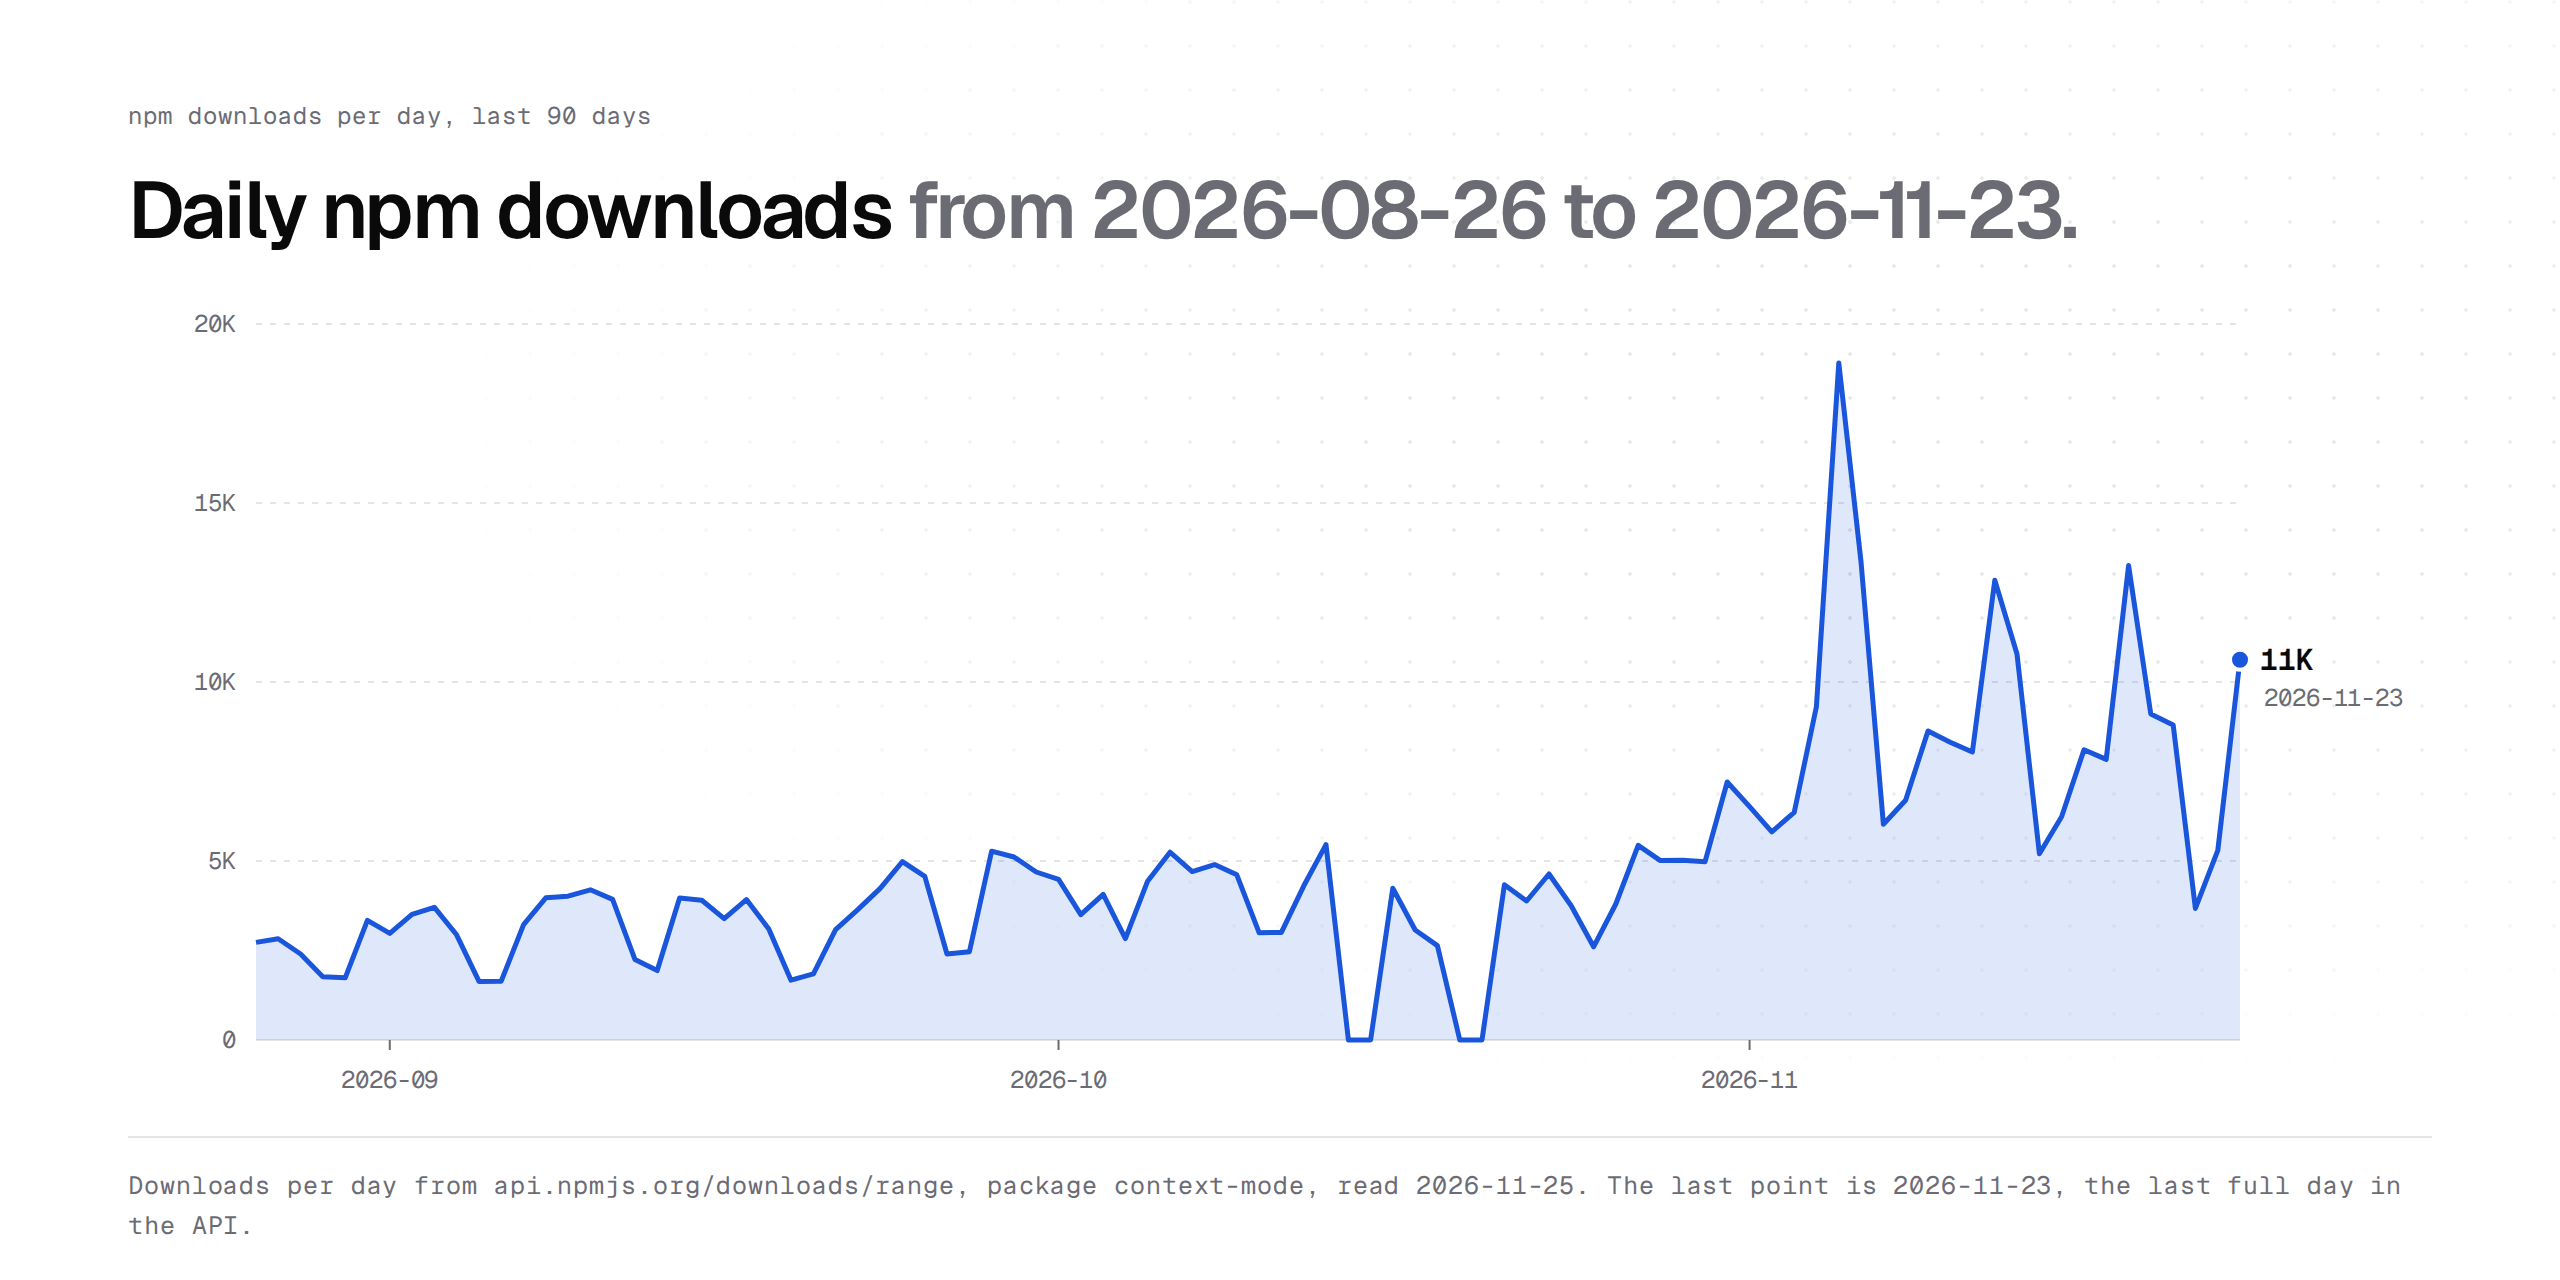 npm downloads per day, last 90 days
Daily npm downloads from 2026-08-26 to 2026-11-23.
20K
15K
10K
5K
0
11K
2026-11-23
2026-09
2026-10
2026-11
Downloads per day from api.npmjs.org/downloads/range, package context-mode, read 2026-11-25. The last point is 2026-11-23, the last full day in
the API.